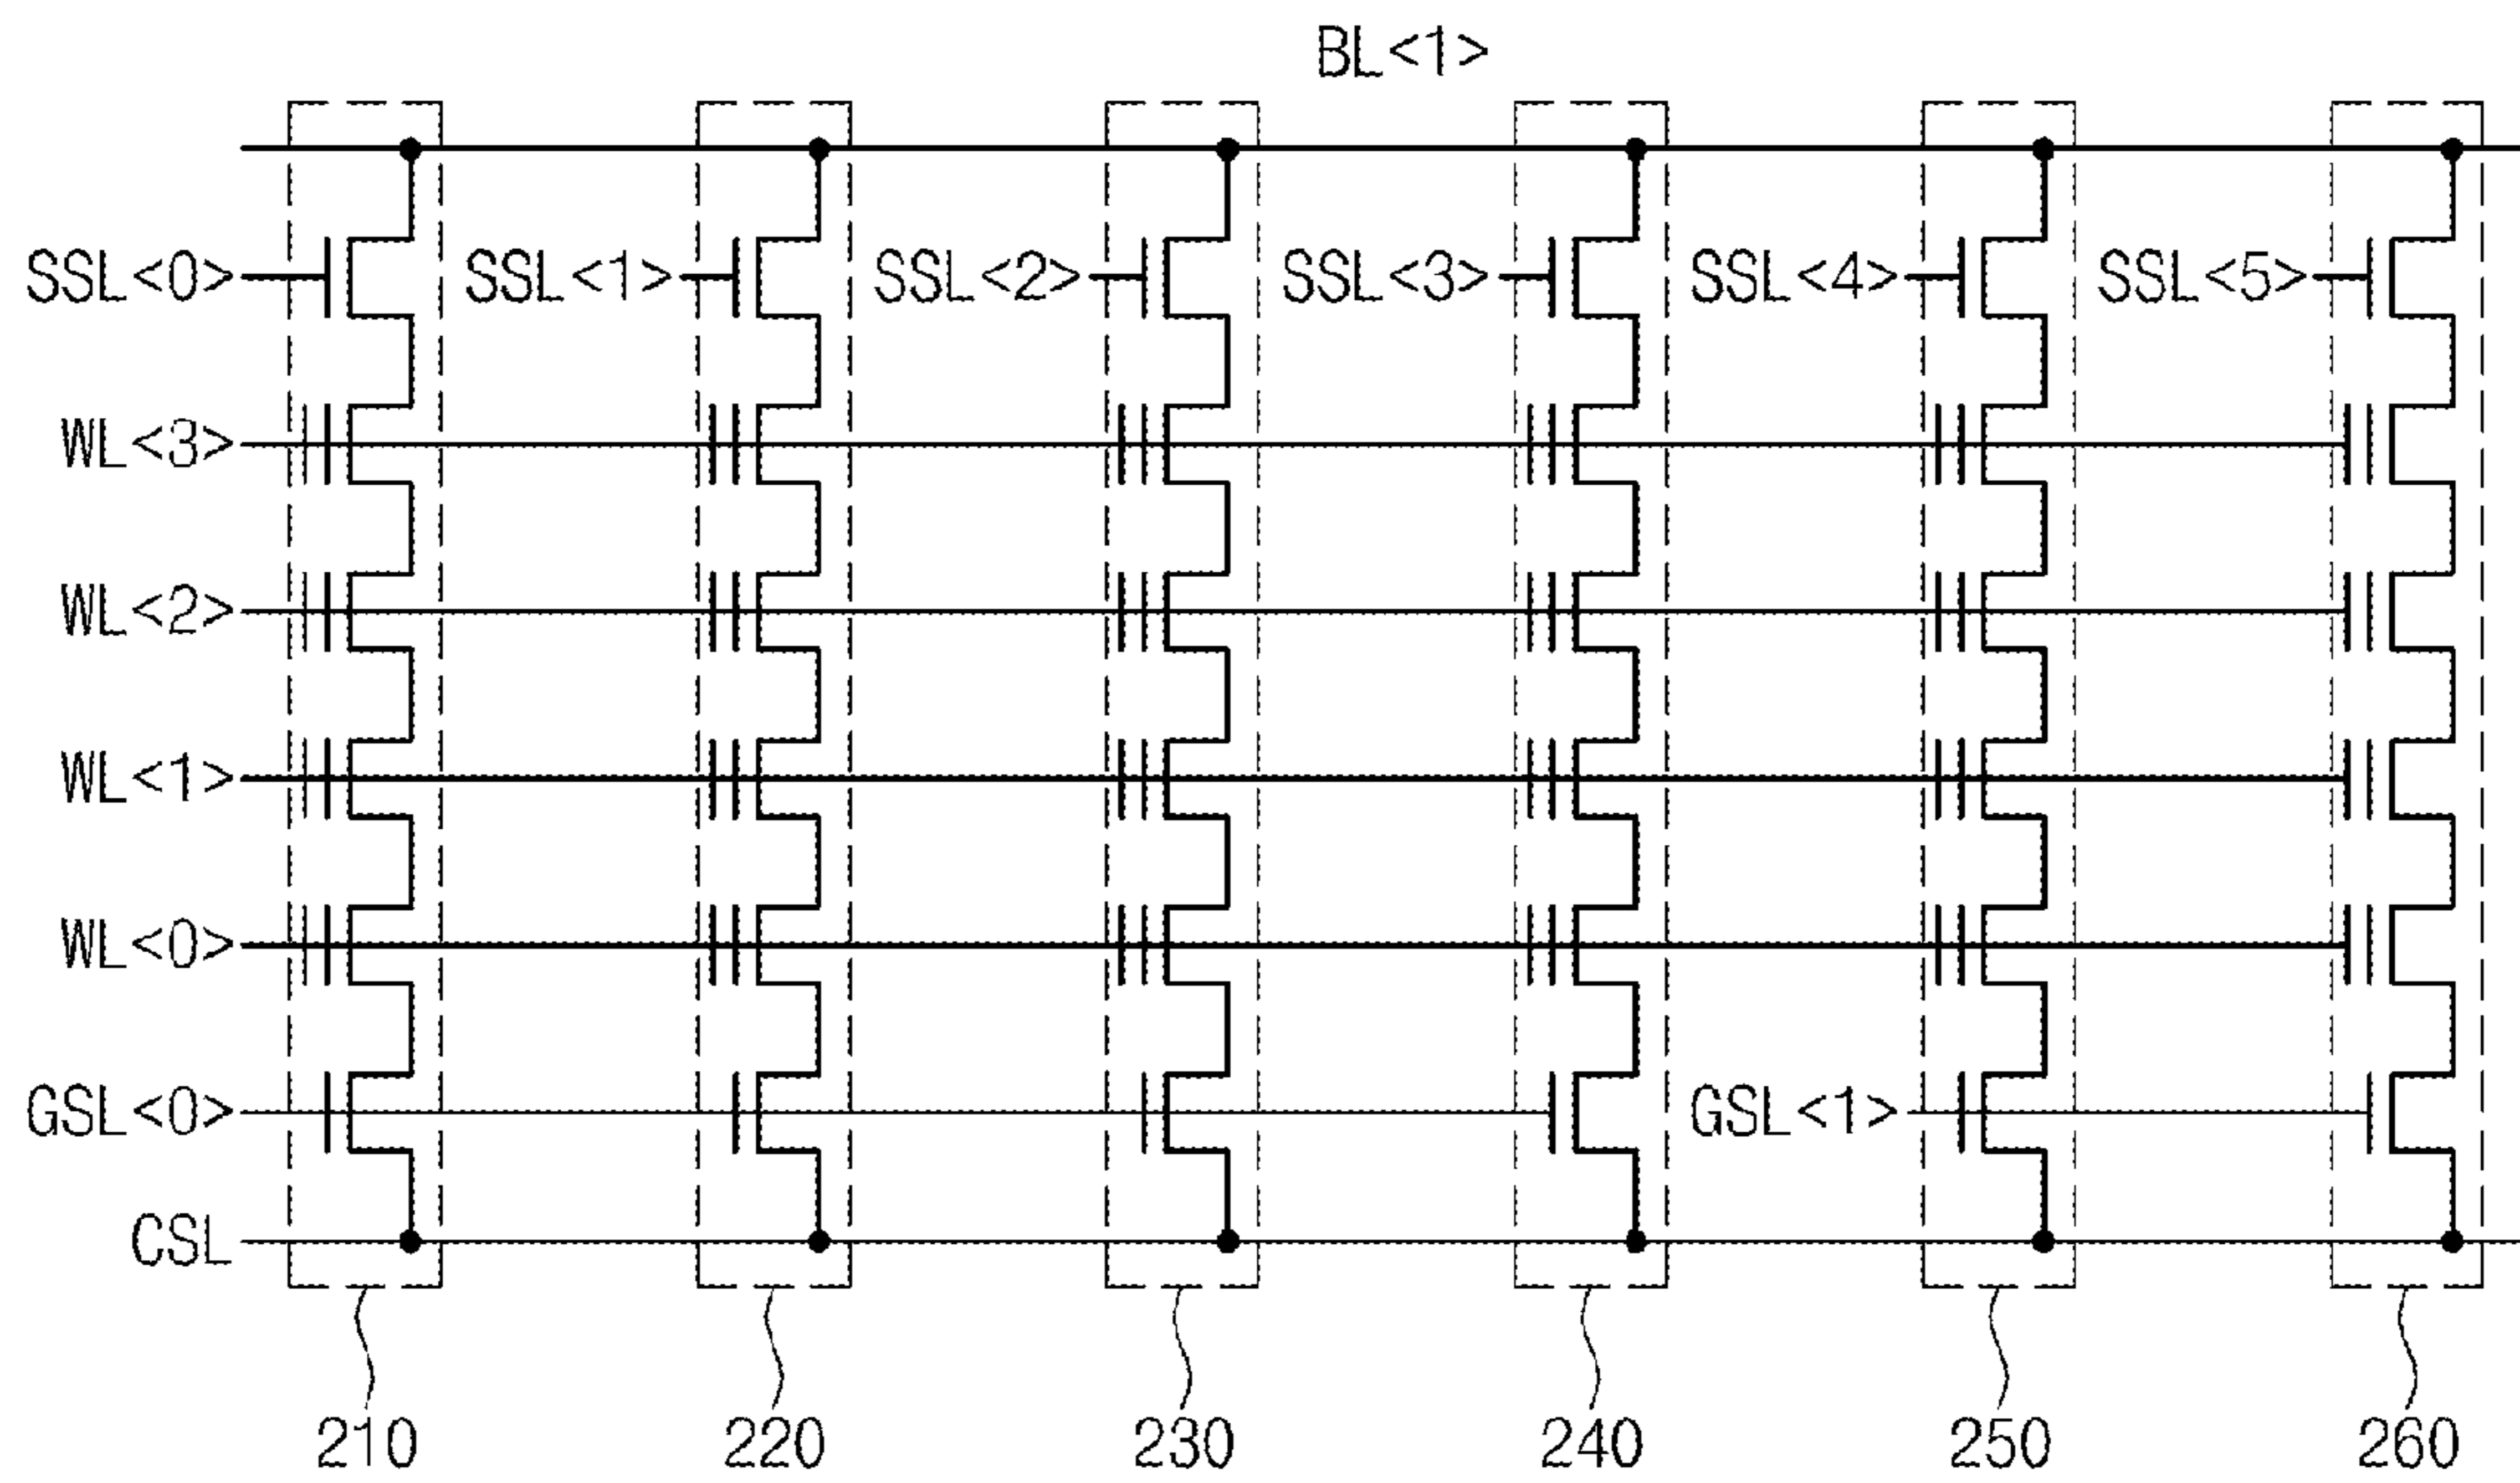 BL<1>
SSL<0> SSL<1> SSL<2> SSL<3> SSL<4> SSL<5>
WL<3>
WL<2>
WL<1>
WL<0>
GSL<0> GSL<1>
CSL
210 220 230 240 250 260